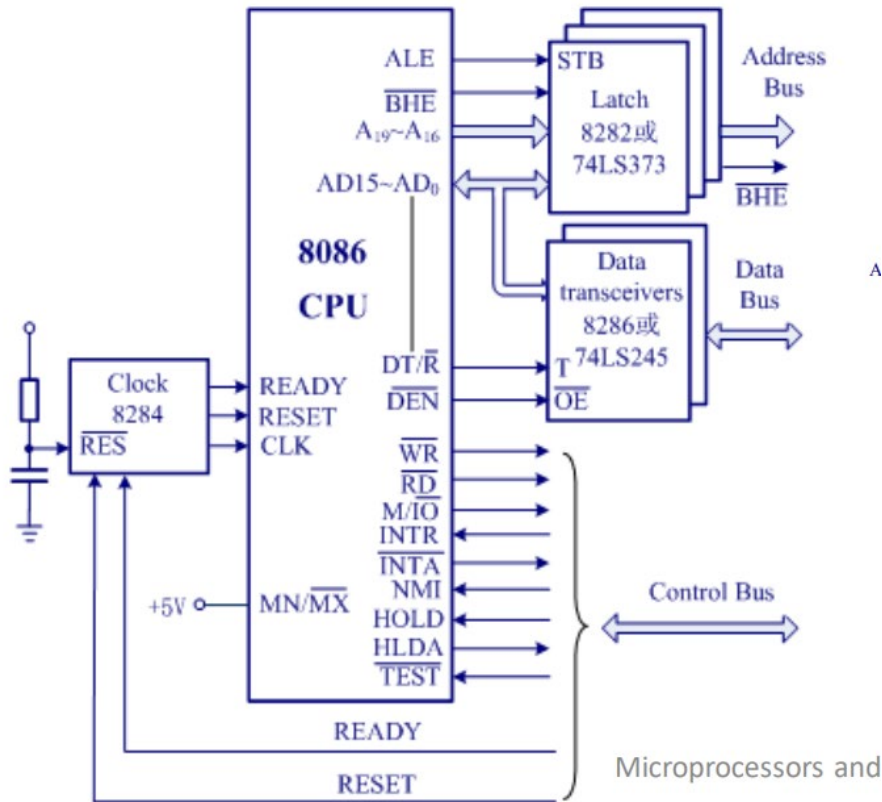 ALE
BHE
A₁₉~A₁₆
AD15~AD₀
8086
CPU
DT/R
DEN
READY
RESET
CLK
WR
RD
M/IO
INTR
INTA
NMI
HOLD
HLDA
TEST
MN/MX
+5V
Clock
8284
RES
STB
Latch
8282或
74LS373
Address
Bus
BHE
Data
transceivers
8286或
74LS245
T
OE
Data
Bus
A
Control Bus
READY
RESET
Microprocessors and